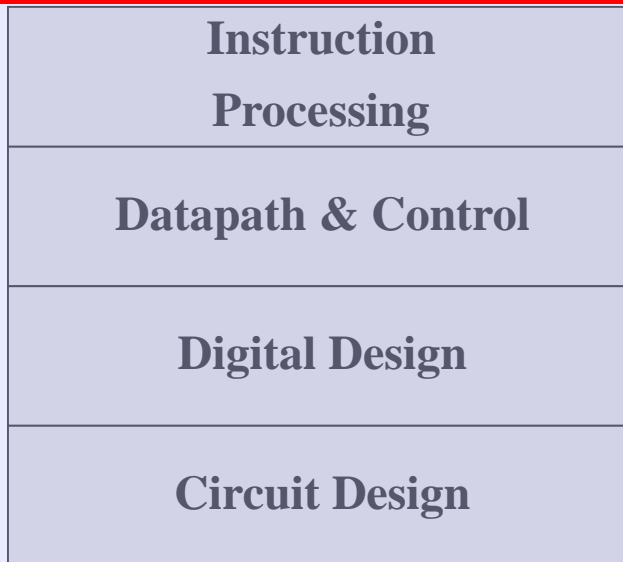 Instruction
Processing
Datapath & Control
Digital Design
Circuit Design